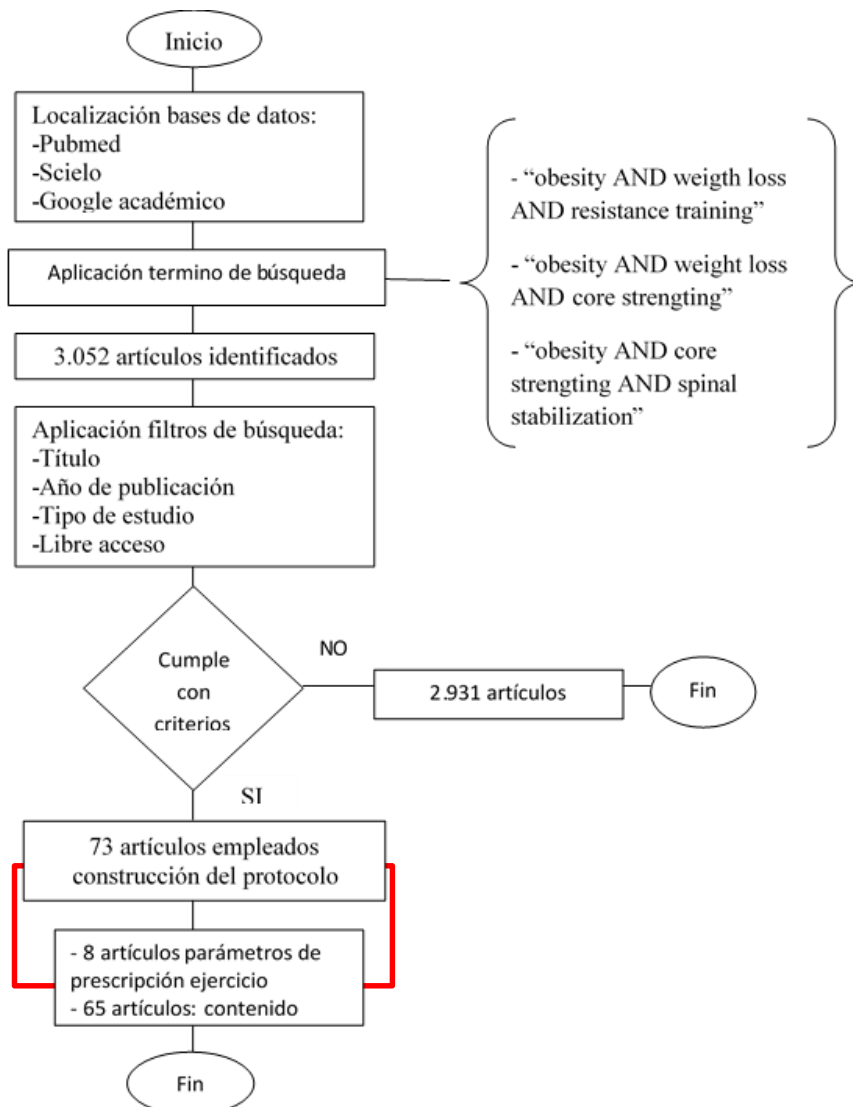 Inicio
Localización bases de datos:
-Pubmed
-Scielo
-Google académico
Aplicación termino de búsqueda
- “obesity AND weigth loss
AND resistance training”
- “obesity AND weight loss
AND core strengting”
- “obesity AND core
strengting AND spinal
stabilization”
3.052 artículos identificados
Aplicación filtros de búsqueda:
-Título
-Año de publicación
-Tipo de estudio
-Libre acceso
Cumple
con
criterios
NO
2.931 artículos
Fin
SI
73 artículos empleados
construcción del protocolo
- 8 artículos parámetros de
prescripción ejercicio
- 65 artículos: contenido
Fin